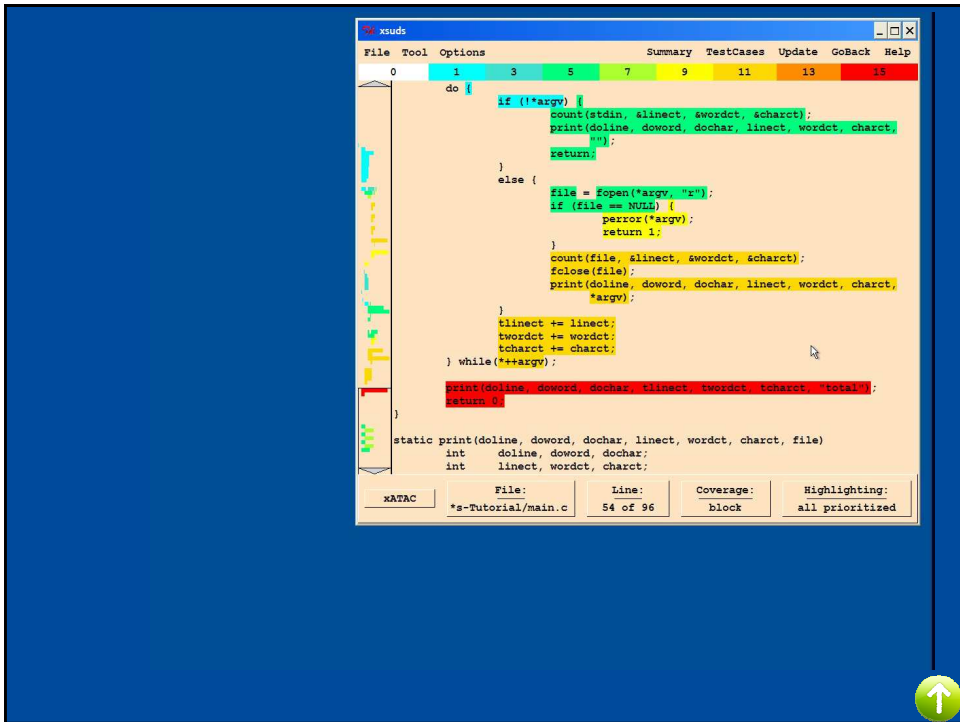 xsuds
File Tool Options Summary TestCases Update GoBack Help
0 1 3 5 7 9 11 13 15
do {
if (!*argv) {
count(stdin, &linect, &wordct, &charct);
print(doline, doword, dochar, linect, wordct, charct,
"");
return;
}
else {
file = fopen(*argv, "r");
if (file == NULL) {
perror(*argv);
return 1;
}
count(file, &linect, &wordct, &charct);
fclose(file);
print(doline, doword, dochar, linect, wordct, charct,
*argv);
}
tlinect += linect;
twordct += wordct;
tcharct += charct;
} while(*++argv);
print(doline, doword, dochar, tlinect, twordct, tcharct, "total");
return 0;
}
static print(doline, doword, dochar, linect, wordct, charct, file)
int doline, doword, dochar;
int linect, wordct, charct;
xATAC
File:
*s-Tutorial/main.c
Line:
54 of 96
Coverage:
block
Highlighting:
all prioritized